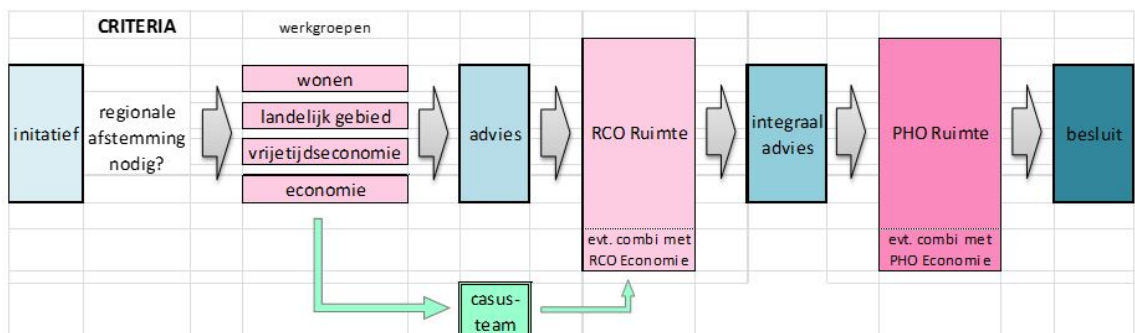 CRITERIA
werkgroepen
initatief
regionale
afstemming
nodig?
wonen
landelijk gebied
vrijetijdseconomie
economie
advies
RCO Ruimte
evt. combi met
RCO Economie
integraal
advies
PHO Ruimte
evt. combi met
PHO Economie
besluit
casus-
team